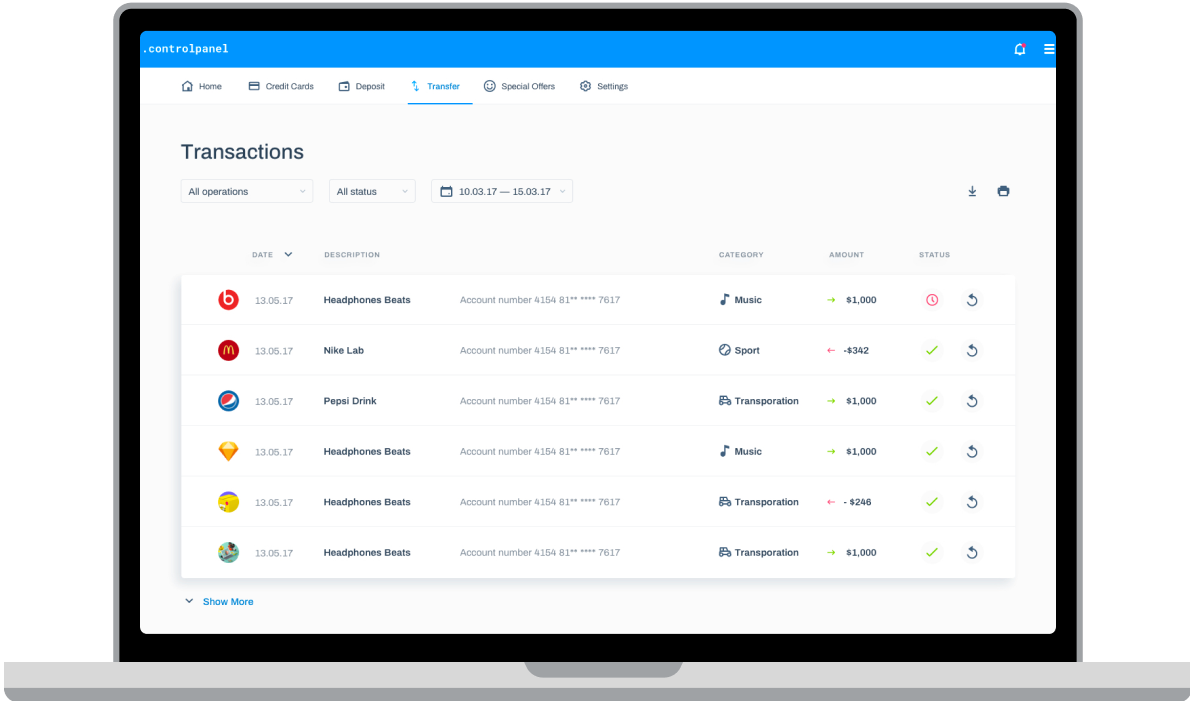 .controlpanel
Home Credit Cards Deposit Transfer Special Offers Settings
Transactions
All operations All status 10.03.17 — 15.03.17
DATE DESCRIPTION CATEGORY AMOUNT STATUS
13.05.17 Headphones Beats Account number 4154 81** **** 7617 Music $1,000
13.05.17 Nike Lab Account number 4154 81** **** 7617 Sport -$342
13.05.17 Pepsi Drink Account number 4154 81** **** 7617 Transporation $1,000
13.05.17 Headphones Beats Account number 4154 81** **** 7617 Music $1,000
13.05.17 Headphones Beats Account number 4154 81** **** 7617 Transporation - $246
13.05.17 Headphones Beats Account number 4154 81** **** 7617 Transporation $1,000
Show More